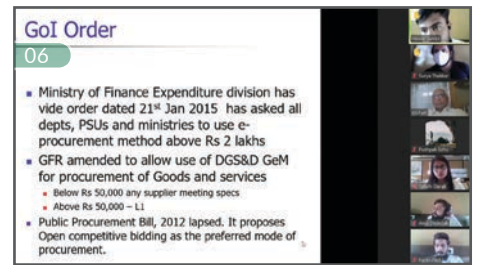 GoI Order
06
Ministry of Finance Expenditure division has
vide order dated 21st Jan 2015 has asked all
depts, PSUs and ministries to use e-
procurement method above Rs 2 lakhs
GFR amended to allow use of DGS&D GeM
for procurement of Goods and services
Below Rs 50,000 any supplier meeting specs
Above Rs 50,000 – L1
Public Procurement Bill, 2012 lapsed. It proposes
Open competitive bidding as the preferred mode of
procurement.